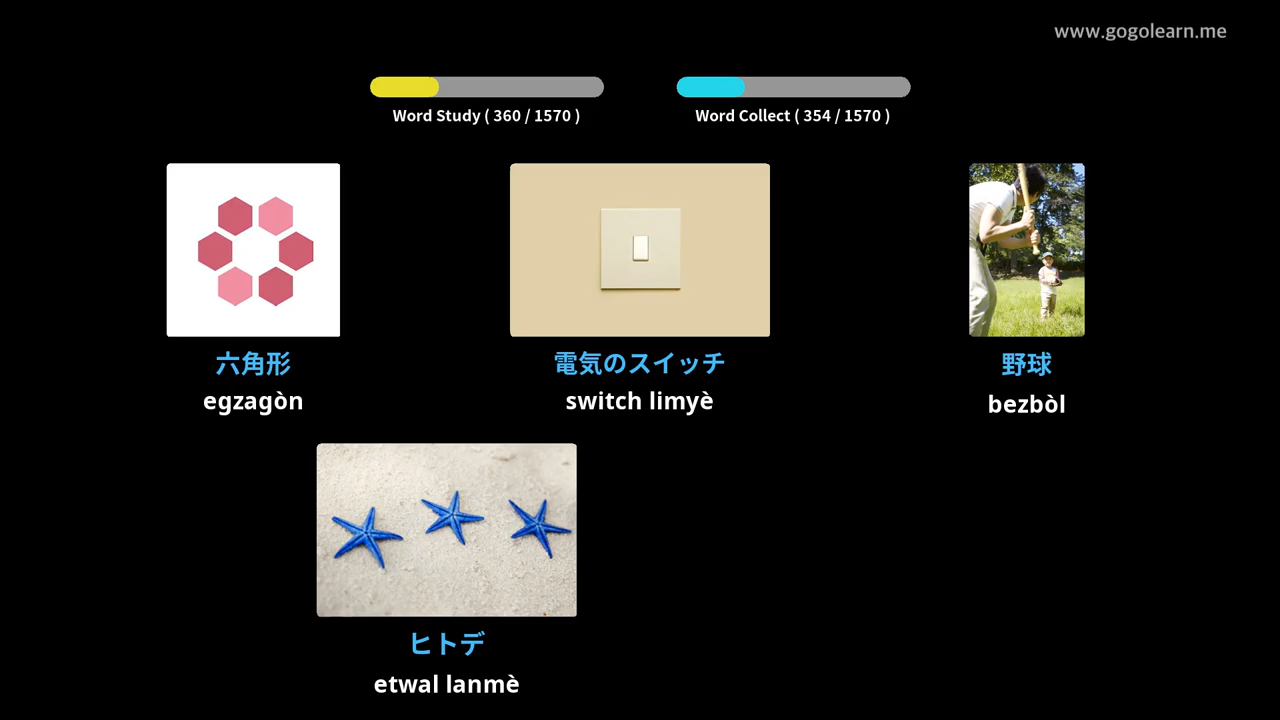 www.gogolearn.me
Word Study ( 360 / 1570 )
Word Collect ( 354 / 1570 )
六角形
egzagòn
電気のスイッチ
switch limyè
野球
bezbòl
ヒトデ
etwal lanmè